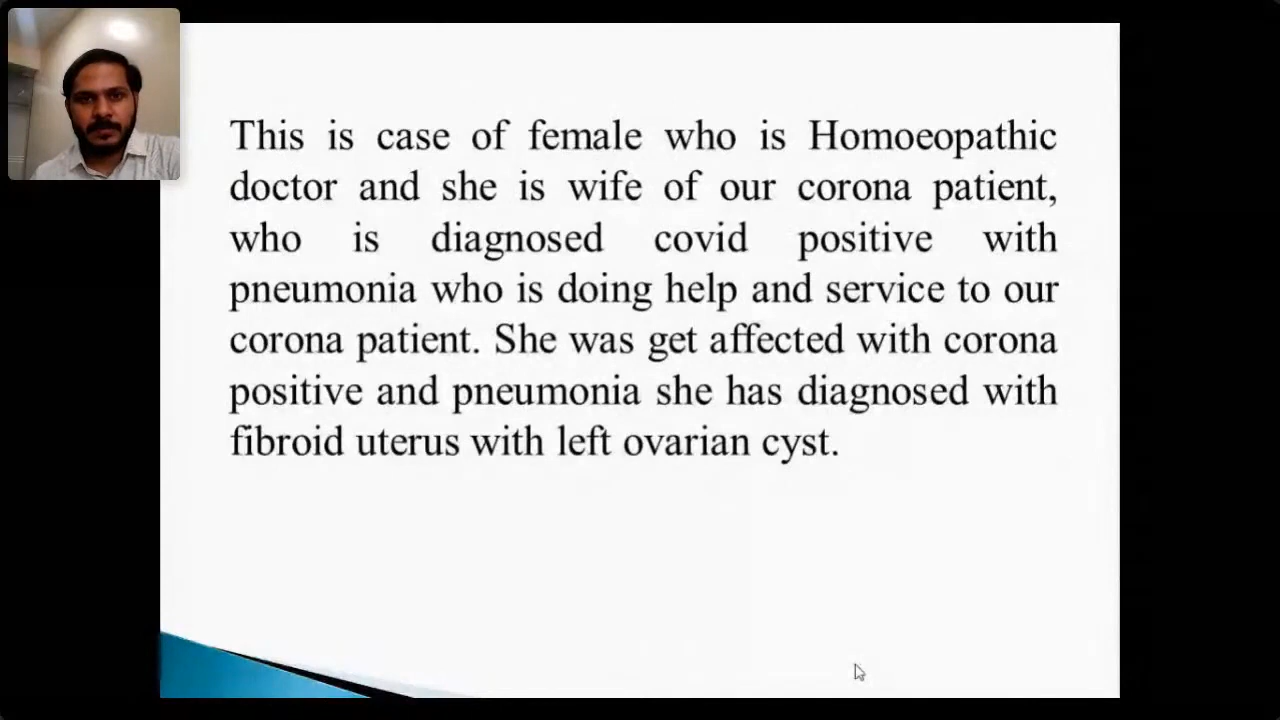 This is case of female who is Homoeopathic
doctor and she is wife of our corona patient,
who is diagnosed covid positive with
pneumonia who is doing help and service to our
corona patient. She was get affected with corona
positive and pneumonia she has diagnosed with
fibroid uterus with left ovarian cyst.